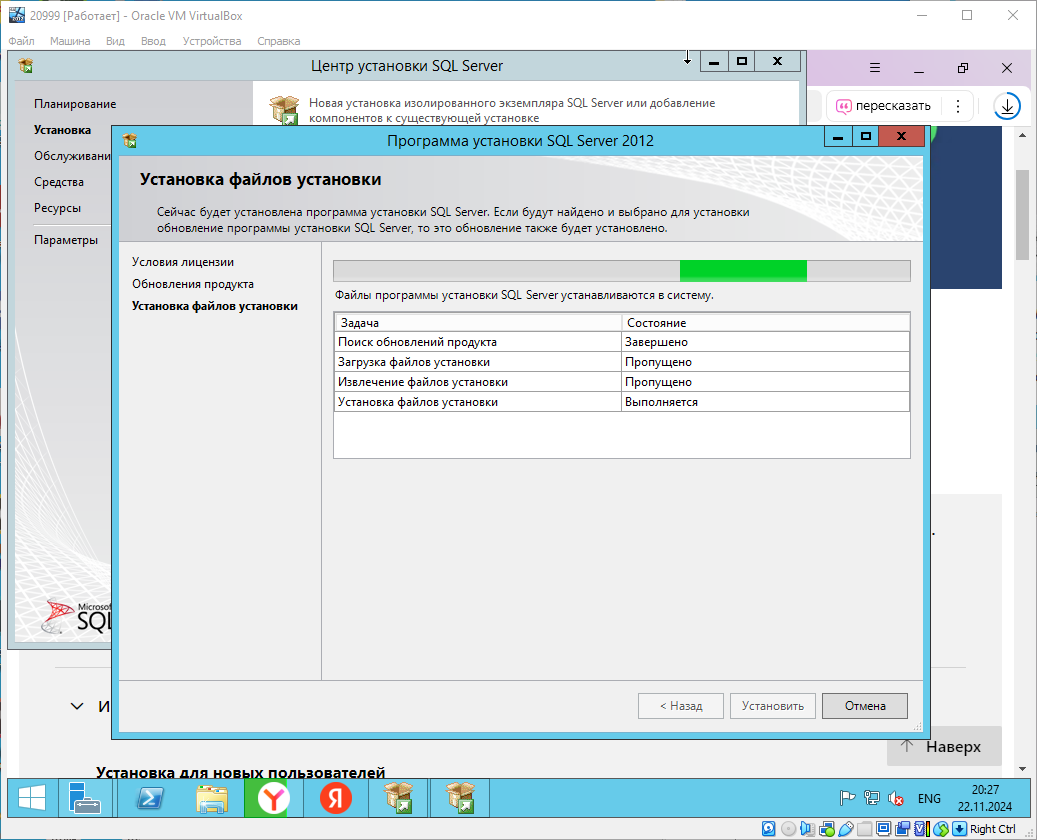 20999 [Работает] - Oracle VM VirtualBox
Файл Машина Вид Ввод Устройства Справка
Центр установки SQL Server
Планирование
Установка
Обслуживани
Средства
Ресурсы
Параметры
Новая установка изолированного экземпляра SQL Server или добавление
компонентов к существующей установке
пересказать
Программа установки SQL Server 2012
Установка файлов установки
Сейчас будет установлена программа установки SQL Server. Если будут найдено и выбрано для установки
обновление программы установки SQL Server, то это обновление также будет установлено.
Условия лицензии
Обновления продукта
Установка файлов установки
Файлы программы установки SQL Server устанавливаются в систему.
Задача Состояние
Поиск обновлений продукта Завершено
Загрузка файлов установки Пропущено
Извлечение файлов установки Пропущено
Установка файлов установки Выполняется
Microsof
SQL
< Назад Установить Отмена
И
Наверх
Установка для новых пользователей
Я
ENG
20:27
22.11.2024
Right Ctrl